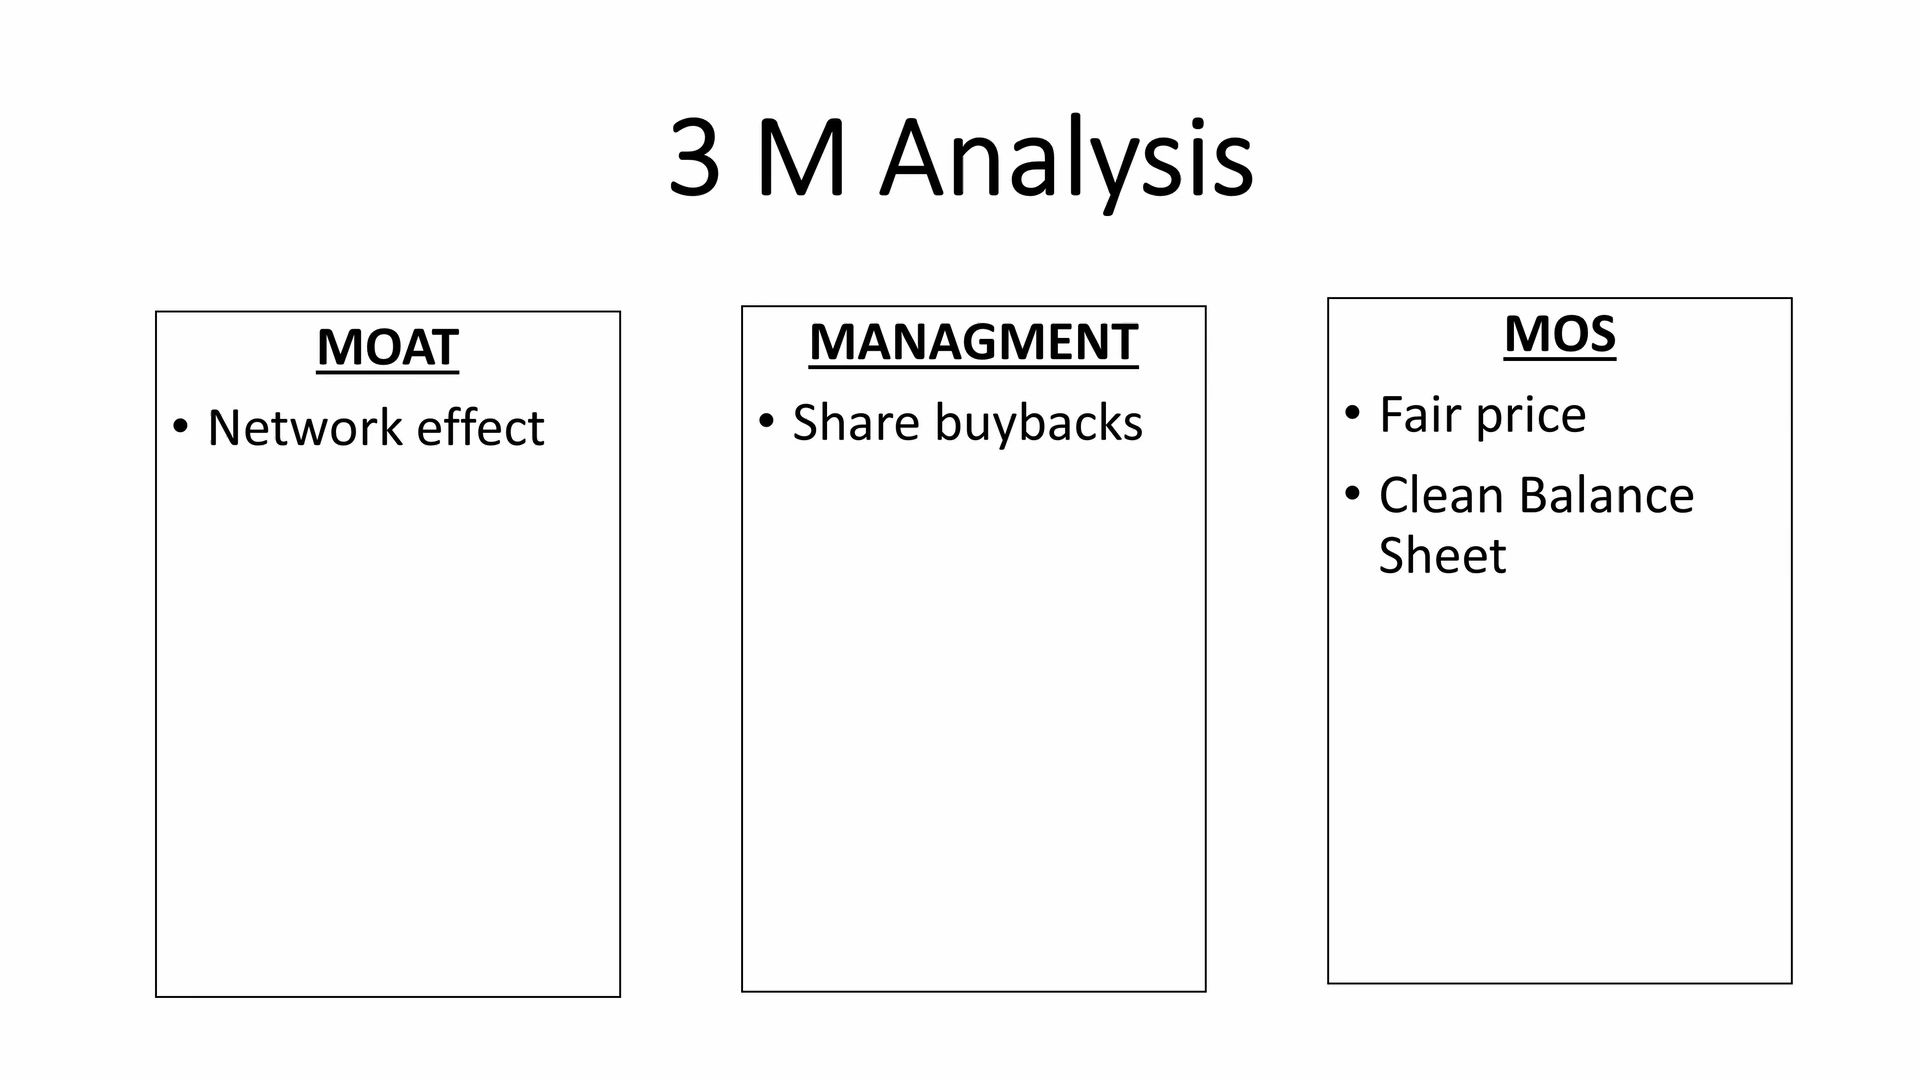 3 M Analysis
MOAT
• Network effect
MANAGMENT
• Share buybacks
MOS
• Fair price
• Clean Balance
Sheet